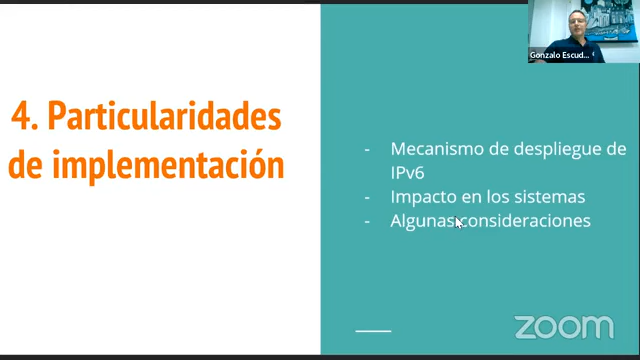 Gonzalo Escud...
4. Particularidades
de implementación
- Mecanismo de despliegue de
IPv6
- Impacto en los sistemas
- Algunas consideraciones
zoom